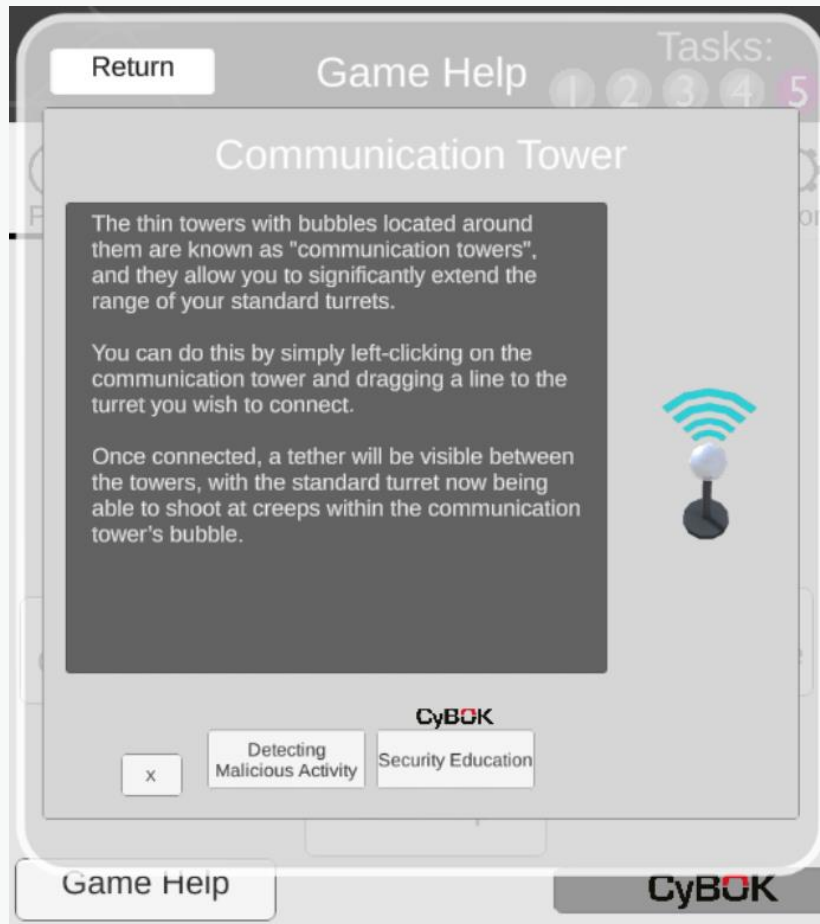 Return
Game Help
Tasks:
1 2 3 4 5
Communication Tower
The thin towers with bubbles located around
them are known as "communication towers",
and they allow you to significantly extend the
range of your standard turrets.
You can do this by simply left-clicking on the
communication tower and dragging a line to the
turret you wish to connect.
Once connected, a tether will be visible between
the towers, with the standard turret now being
able to shoot at creeps within the communication
tower's bubble.
CyBOK
x
Detecting
Malicious Activity
Security Education
Game Help
CyBOK